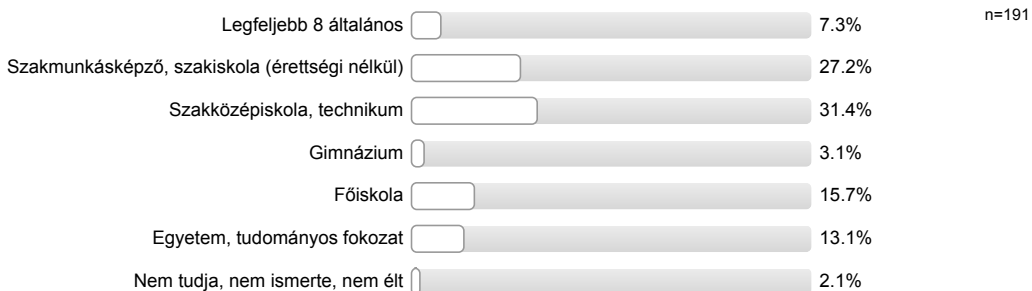 Legfeljebb 8 általános 7.3% n=191
Szakmunkásképző, szakiskola (érettségi nélkül) 27.2%
Szakközépiskola, technikum 31.4%
Gimnázium 3.1%
Főiskola 15.7%
Egyetem, tudományos fokozat 13.1%
Nem tudja, nem ismerte, nem élt 2.1%